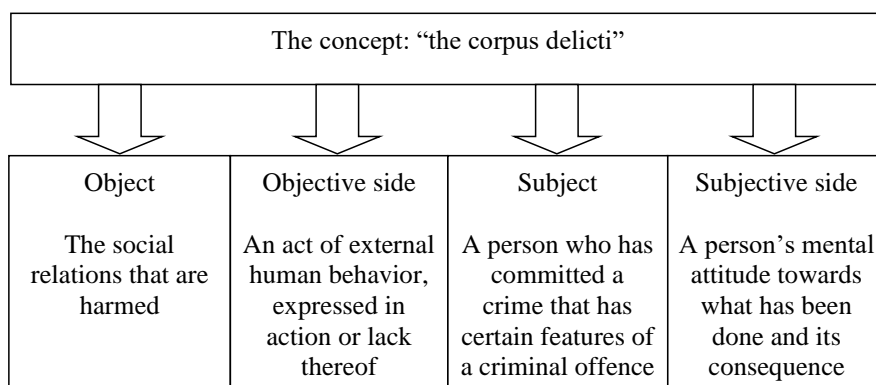 The concept: “the corpus delicti”
Object
The social
relations that are
harmed
Objective side
An act of external
human behavior,
expressed in
action or lack
thereof
Subject
A person who has
committed a
crime that has
certain features of
a criminal offence
Subjective side
A person’s mental
attitude towards
what has been
done and its
consequence